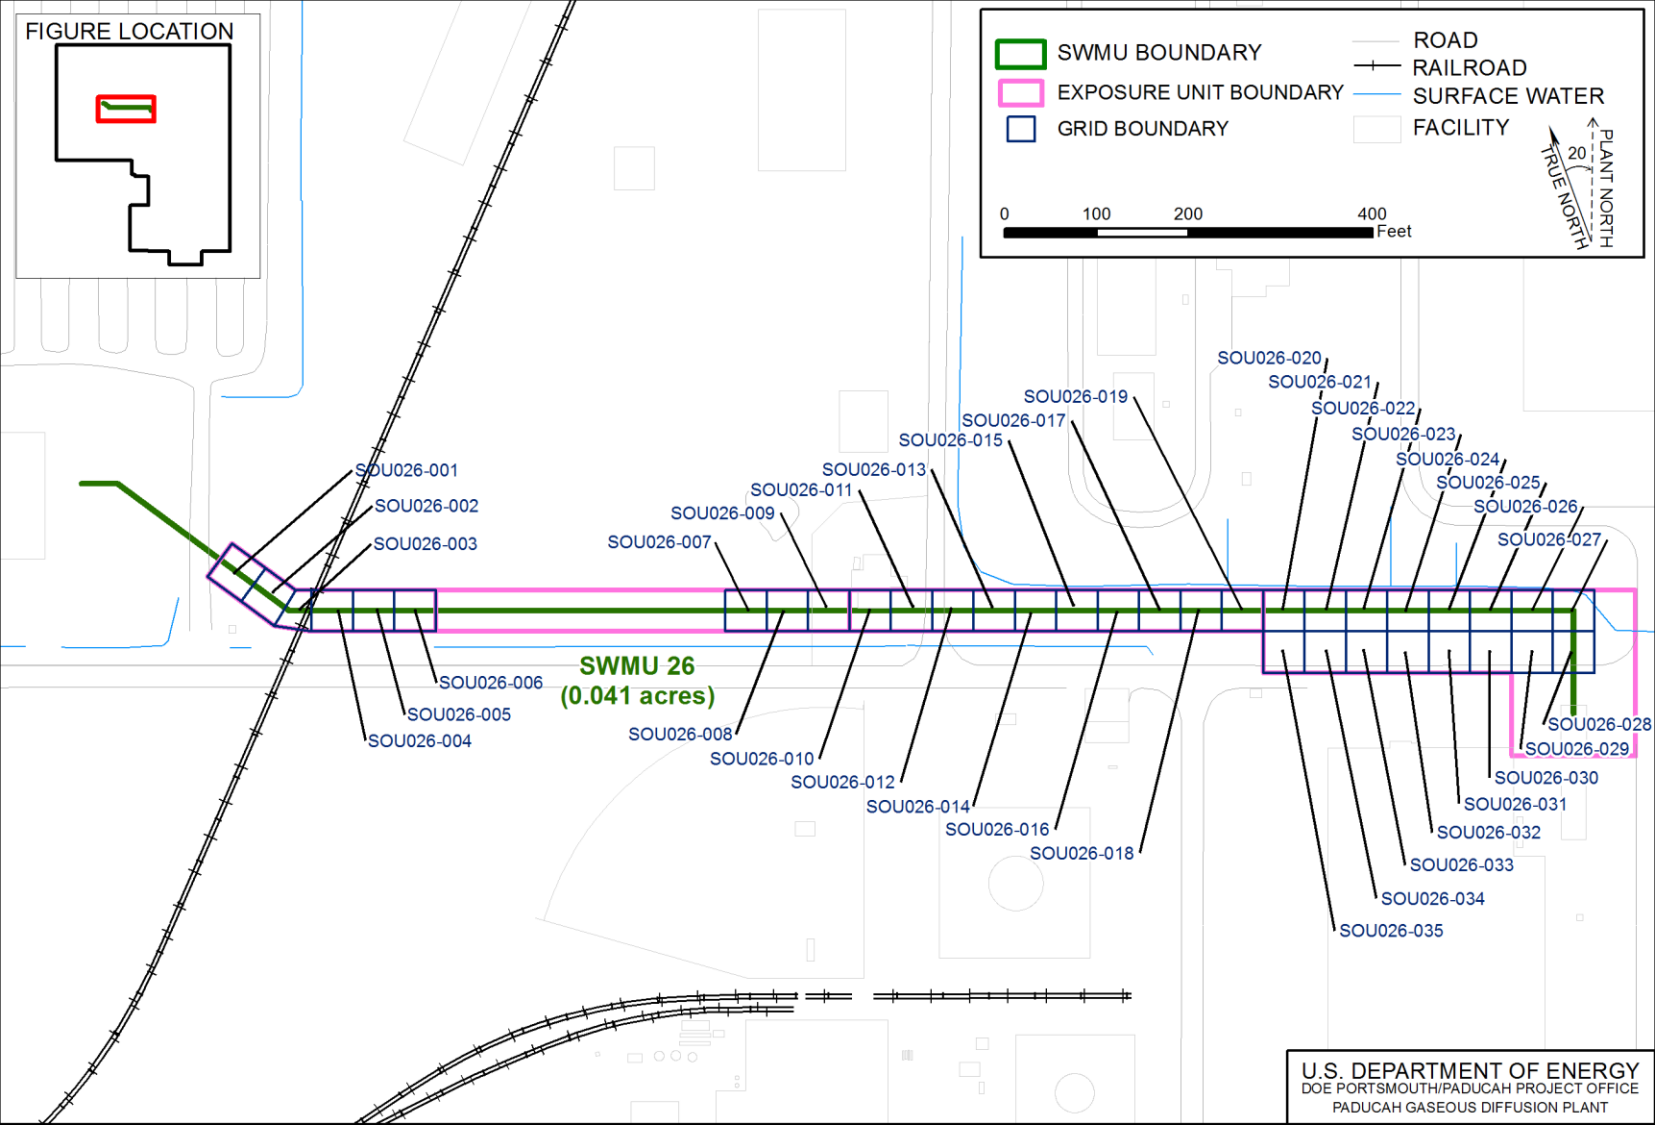 FIGURE LOCATION
SWMU BOUNDARY
EXPOSURE UNIT BOUNDARY
GRID BOUNDARY
ROAD
RAILROAD
SURFACE WATER
FACILITY
20
TRUE NORTH
PLANT NORTH
0 100 200 400
Feet
SOU026-020
SOU026-021
SOU026-019
SOU026-022
SOU026-017
SOU026-023
SOU026-015
SOU026-024
SOU026-001
SOU026-013
SOU026-025
SOU026-011
SOU026-002
SOU026-026
SOU026-009
SOU026-027
SOU026-003
SOU026-007
SWMU 26
(0.041 acres)
SOU026-006
SOU026-005
SOU026-028
SOU026-008
SOU026-004
SOU026-029
SOU026-010
SOU026-030
SOU026-012
SOU026-031
SOU026-014
SOU026-016
SOU026-032
SOU026-018
SOU026-033
SOU026-034
SOU026-035
U.S. DEPARTMENT OF ENERGY
DOE PORTSMOUTH/PADUCAH PROJECT OFFICE
PADUCAH GASEOUS DIFFUSION PLANT